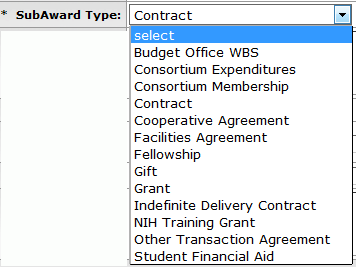 * SubAward Type: Contract
select
Budget Office WBS
Consortium Expenditures
Consortium Membership
Contract
Cooperative Agreement
Facilities Agreement
Fellowship
Gift
Grant
Indefinite Delivery Contract
NIH Training Grant
Other Transaction Agreement
Student Financial Aid